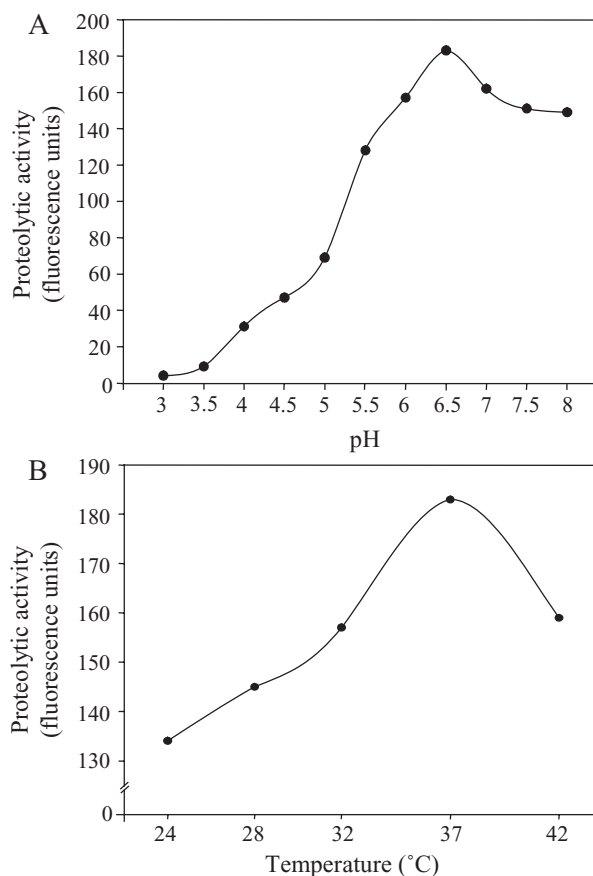 A
Proteolytic activity
(fluorescence units)
200
180
160
140
120
100
80
60
40
20
0
3 3.5 4 4.5 5 5.5 6 6.5 7 7.5 8
pH
B
Proteolytic activity
(fluorescence units)
190
180
170
160
150
140
130
0
24 28 32 37 42
Temperature (˚C)